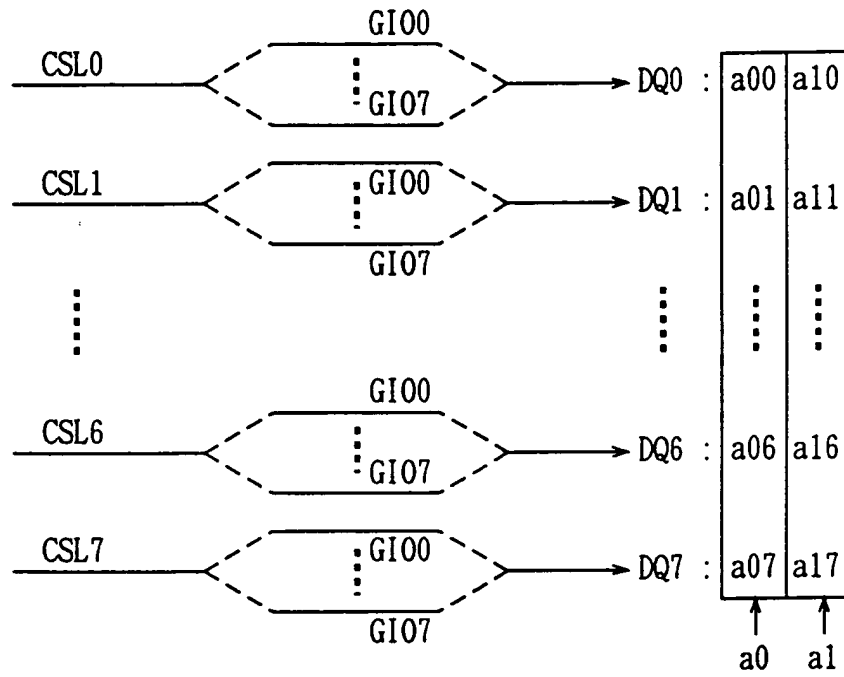 GIO0
CSL0
GIO7
DQ0 : a00 a10
GIO0
CSL1
GIO7
DQ1 : a01 a11
GIO0
CSL6
GIO7
DQ6 : a06 a16
GIO0
CSL7
GIO7
DQ7 : a07 a17
a0 a1